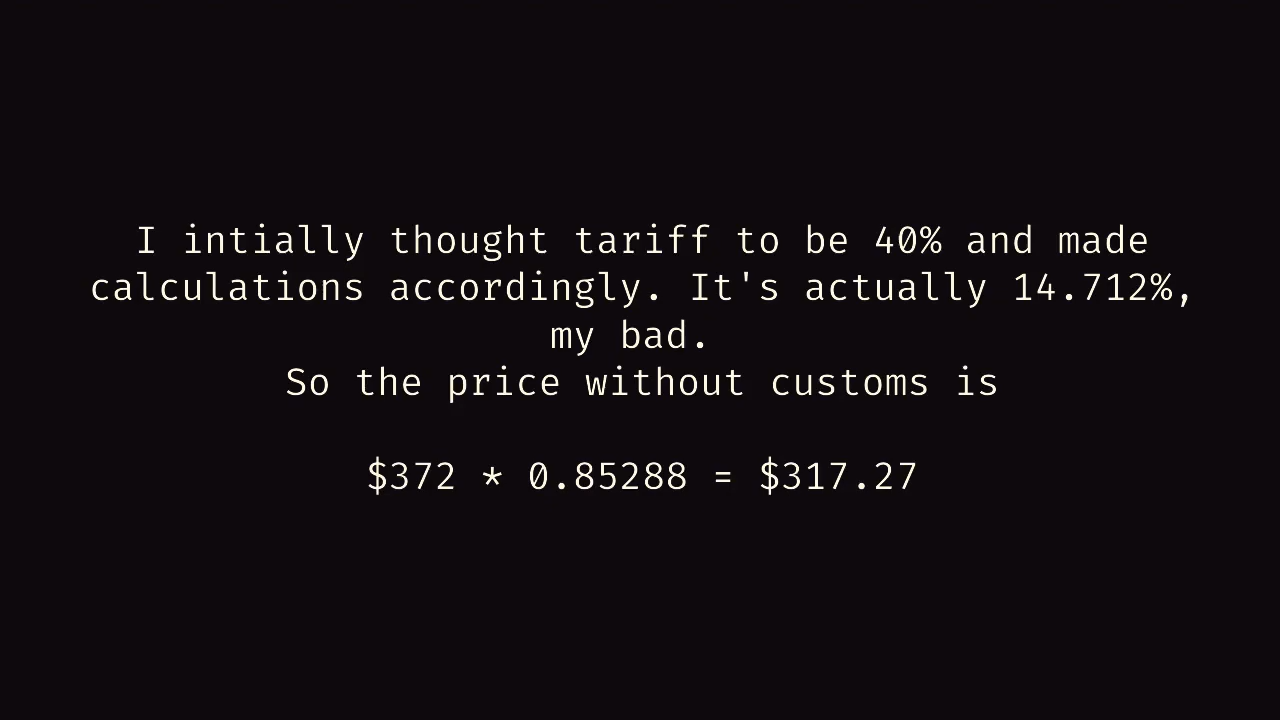 I intially thought tariff to be 40% and made
calculations accordingly. It's actually 14.712%,
my bad.
So the price without customs is
$372 * 0.85288 = $317.27